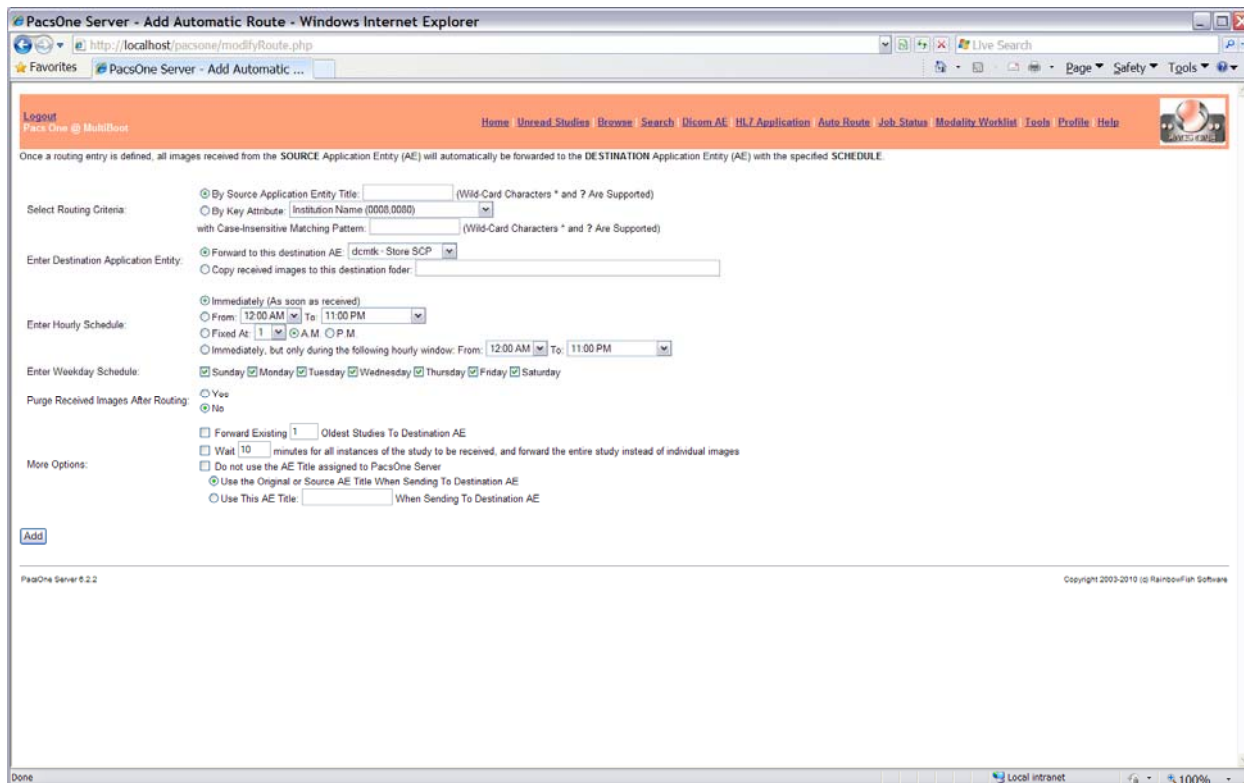 PacsOne Server - Add Automatic Route - Windows Internet Explorer
http://localhost/pacsone/modifyRoute.php
Live Search
Favorites
PacsOne Server - Add Automatic ...
Page Safety Tools
Logout
Pacs One @ MultiBoot
Home Unread Studies Browse Search Dicom AE HL7 Application Auto Route Job Status Modality Worklist Tools Profile Help
Once a routing entry is defined, all images received from the SOURCE Application Entity (AE) will automatically be forwarded to the DESTINATION Application Entity (AE) with the specified SCHEDULE.
Select Routing Criteria:
By Source Application Entity Title: (Wild-Card Characters * and ? Are Supported)
By Key Attribute: Institution Name (0008,0080)
with Case-Insensitive Matching Pattern: (Wild-Card Characters * and ? Are Supported)
Enter Destination Application Entity:
Forward to this destination AE: dcmtk - Store SCP
Copy received images to this destination foder:
Enter Hourly Schedule:
Immediately (As soon as received)
From: 12:00 AM To: 11:00 PM
Fixed At: 1 A.M. P.M.
Immediately, but only during the following hourly window: From: 12:00 AM To: 11:00 PM
Enter Weekday Schedule:
Sunday Monday Tuesday Wednesday Thursday Friday Saturday
Purge Received Images After Routing:
Yes
No
More Options:
Forward Existing 1 Oldest Studies To Destination AE
Wait 10 minutes for all instances of the study to be received, and forward the entire study instead of individual images
Do not use the AE Title assigned to PacsOne Server
Use the Original or Source AE Title When Sending To Destination AE
Use This AE Title: When Sending To Destination AE
Add
PacsOne Server 6.2.2
Copyright 2003-2010 (c) RainbowFish Software
Done
Local intranet
100%